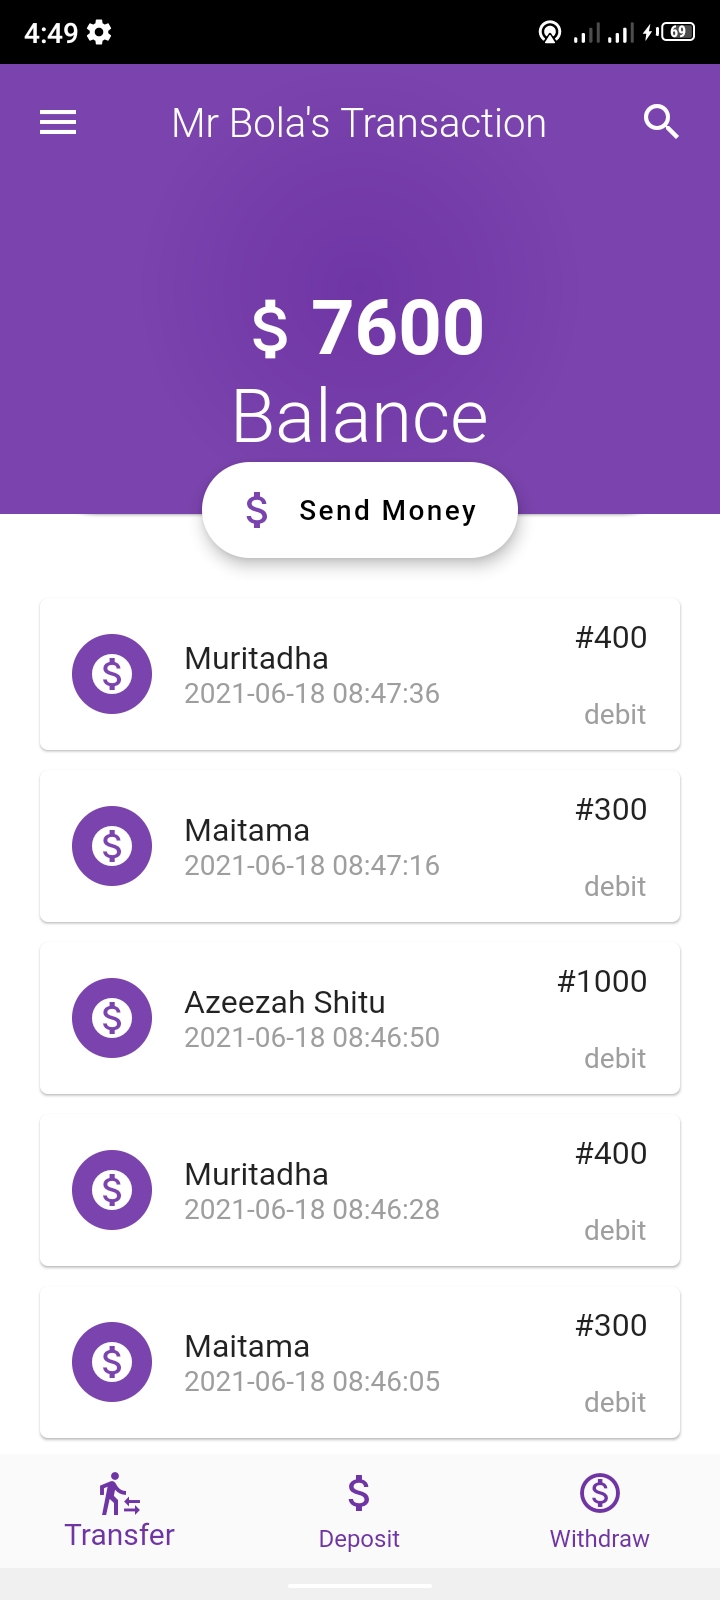 4:49
69
Mr Bola's Transaction
$ 7600
Balance
$ Send Money
#400
Muritadha
2021-06-18 08:47:36
debit
#300
Maitama
2021-06-18 08:47:16
debit
#1000
Azeezah Shitu
2021-06-18 08:46:50
debit
#400
Muritadha
2021-06-18 08:46:28
debit
#300
Maitama
2021-06-18 08:46:05
debit
Transfer
Deposit
Withdraw